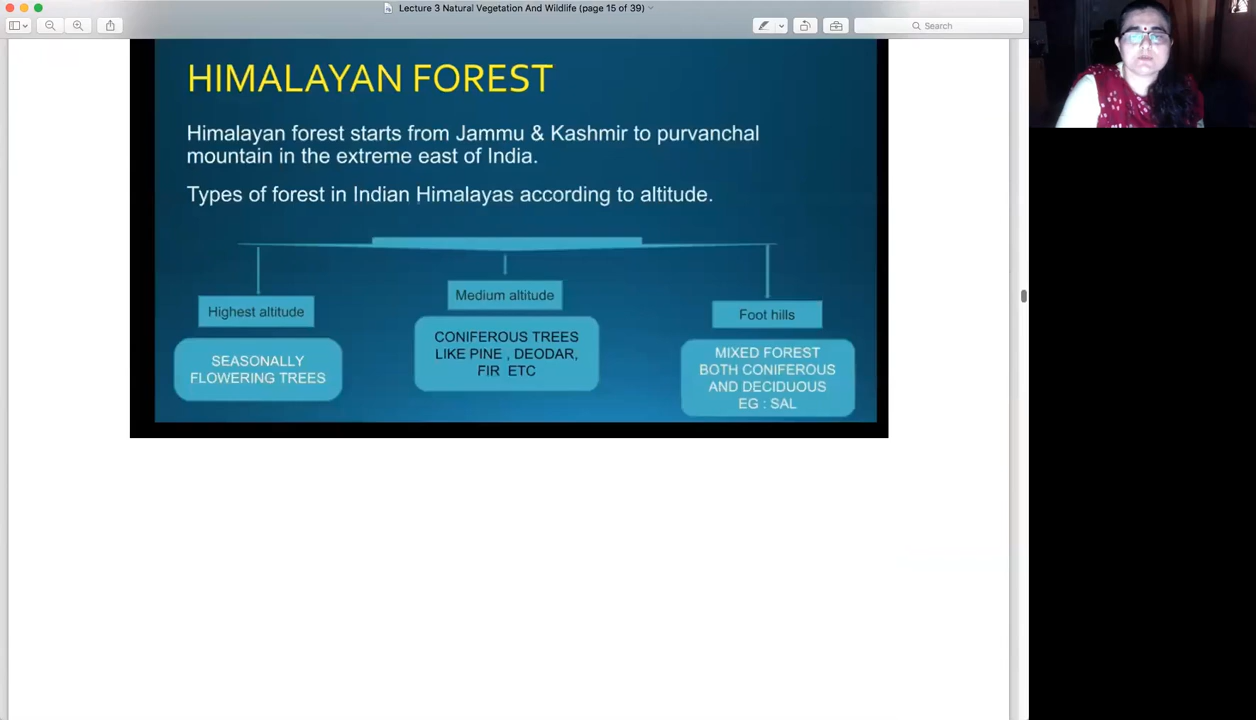 Lecture 3 Natural Vegetation And Wildlife (page 15 of 39)
Search
HIMALAYAN FOREST
Himalayan forest starts from Jammu & Kashmir to purvanchal
mountain in the extreme east of India.
Types of forest in Indian Himalayas according to altitude.
Highest altitude
SEASONALLY
FLOWERING TREES
Medium altitude
CONIFEROUS TREES
LIKE PINE , DEODAR,
FIR ETC
Foot hills
MIXED FOREST
BOTH CONIFEROUS
AND DECIDUOUS
EG : SAL